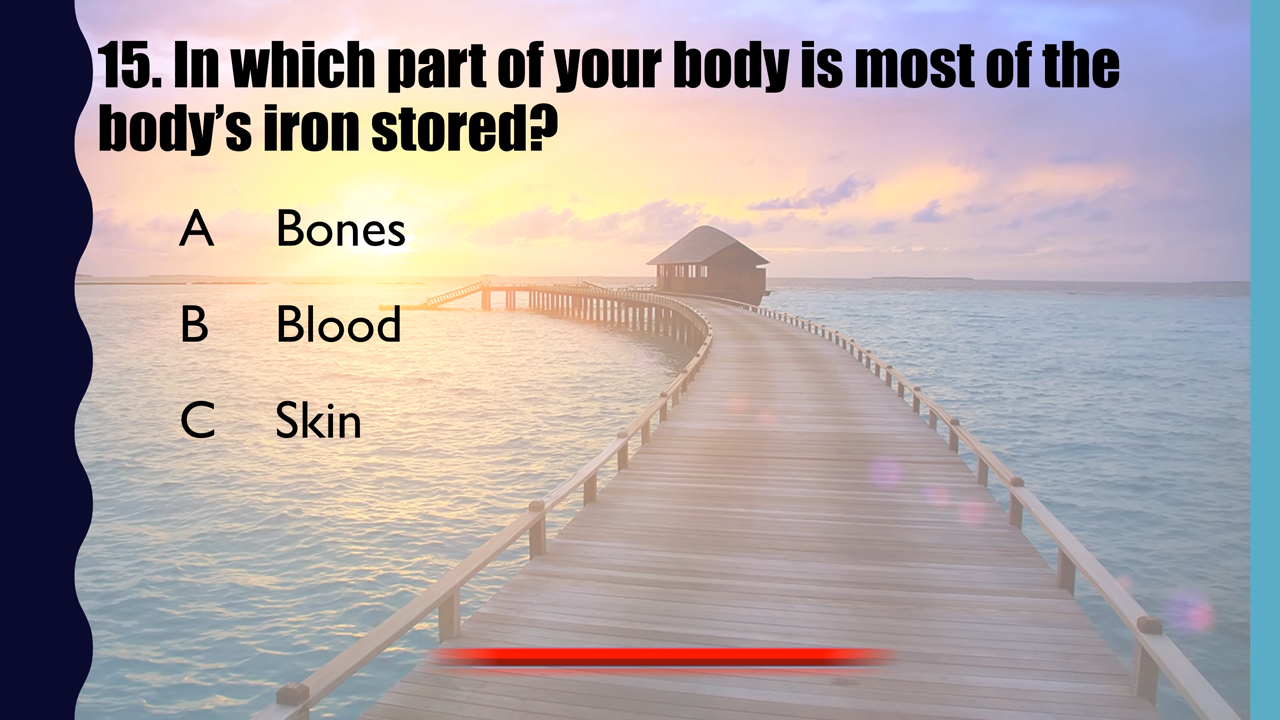 15. In which part of your body is most of the
body’s iron stored?
A Bones
B Blood
C Skin